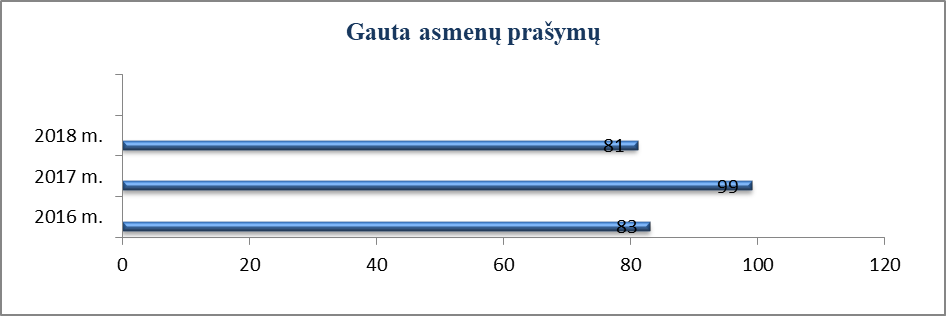 Gauta asmenų prašymų
2018 m.
81
2017 m.
99
2016 m.
83
0 20 40 60 80 100 120